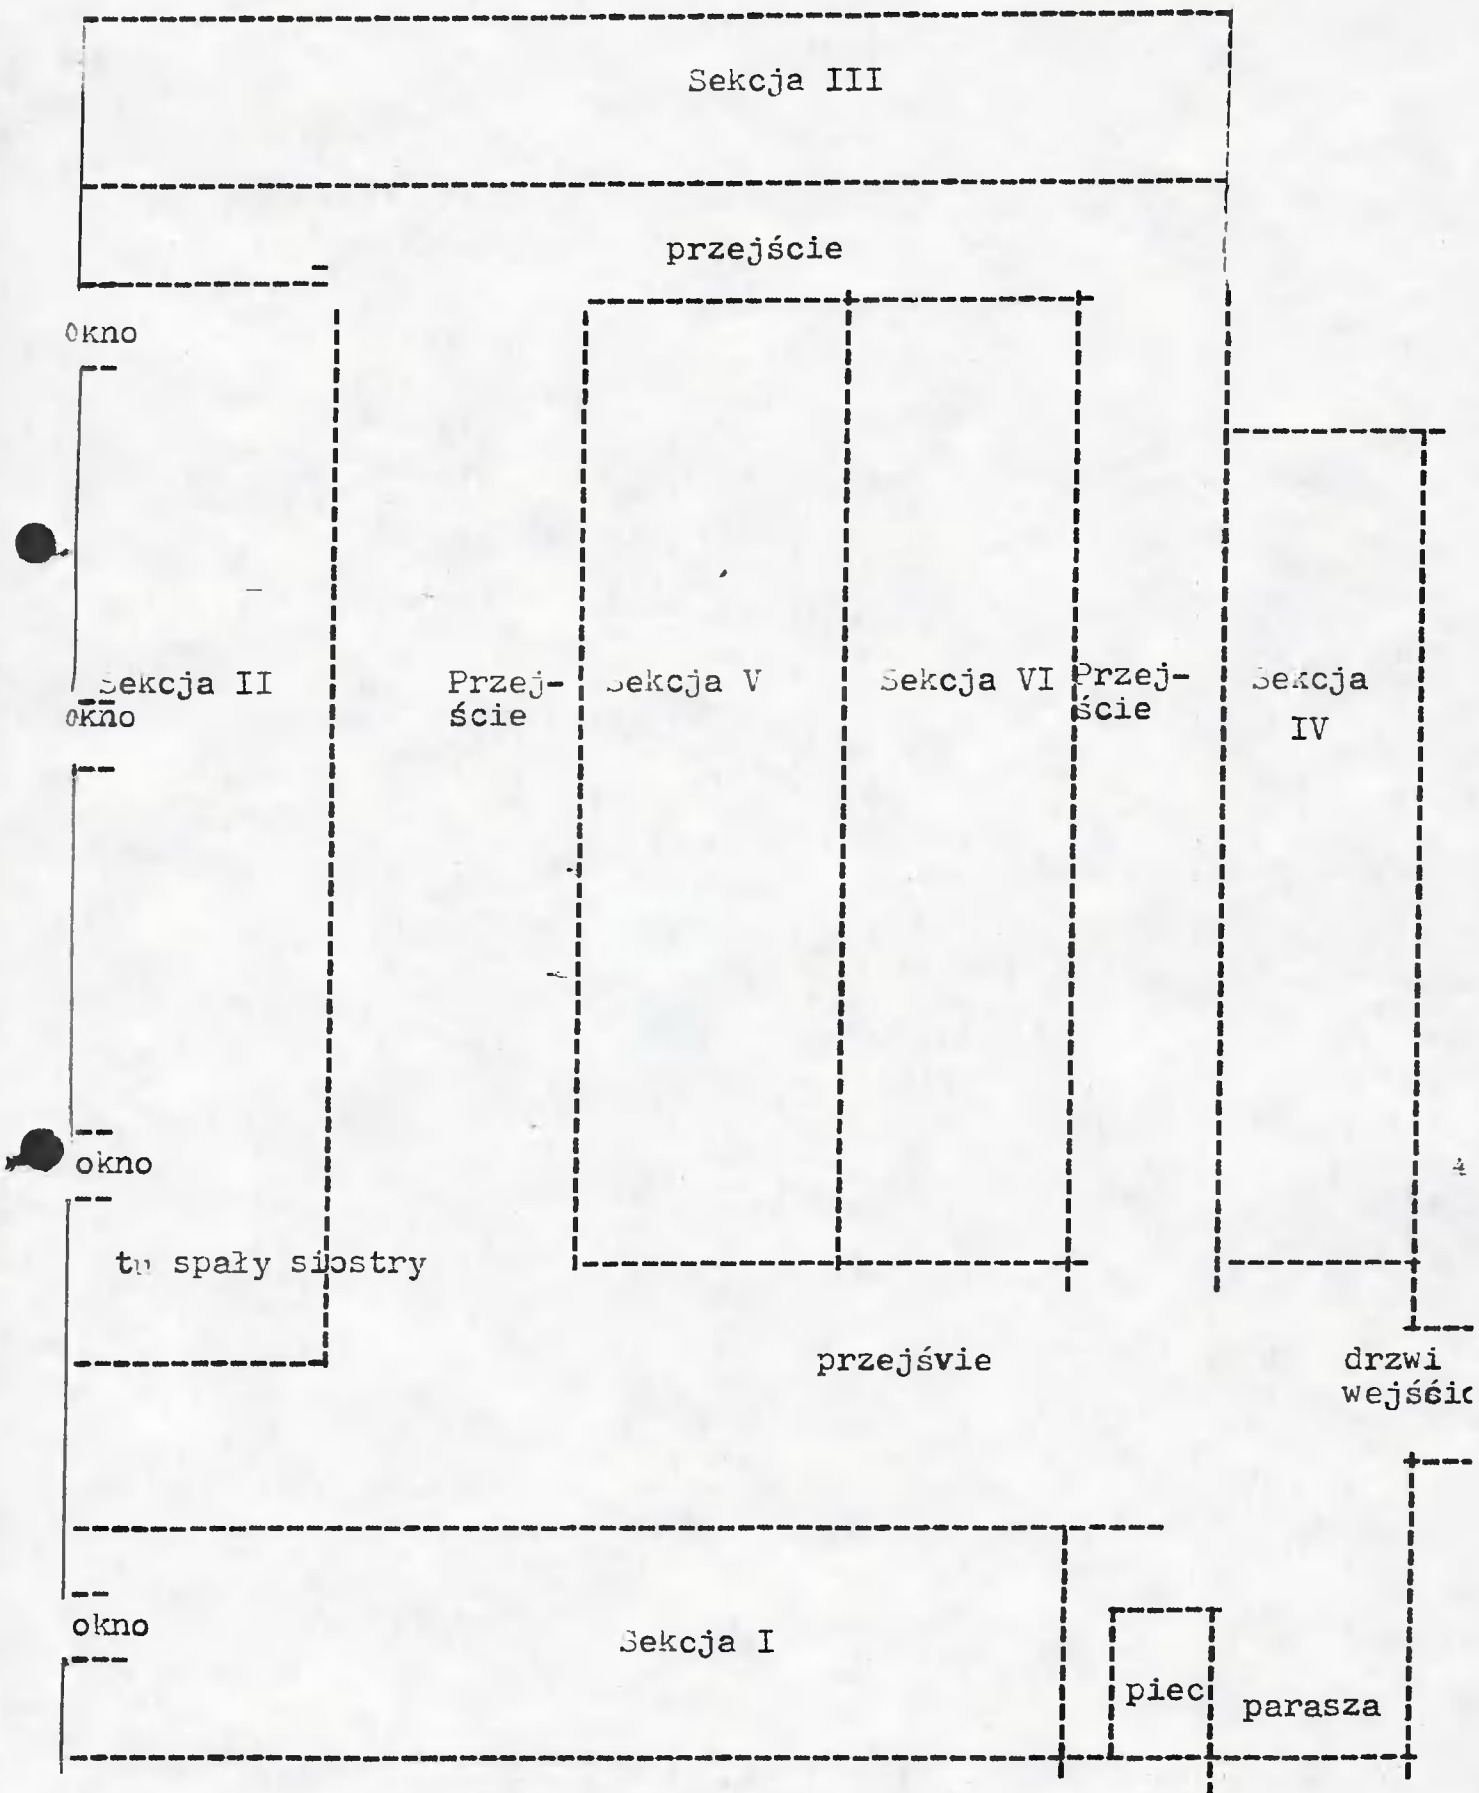 Sekcja III
przejście
Okno
Sekcja II
okno
Przej-
ście
Sekcja V
Sekcja VI
Przej-
ście
Sekcja
IV
okno
tu spały siostry
przejśvie
drzwi
wejśćic
okno
Sekcja I
piec
parasza